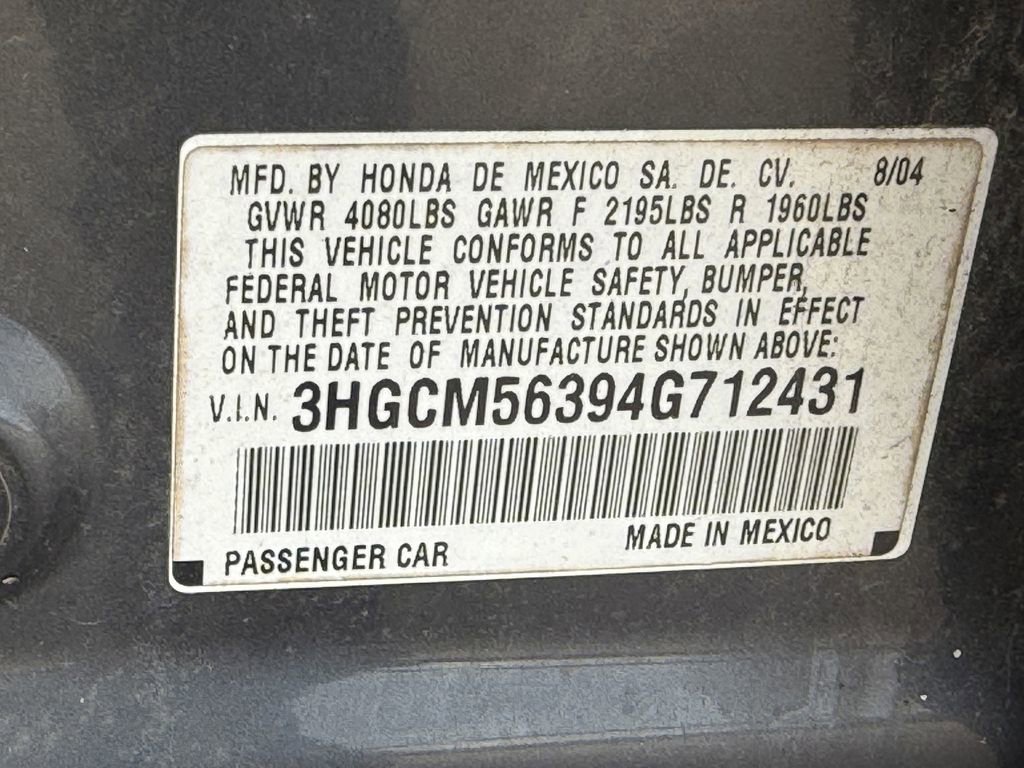 MFD. BY HONDA DE MEXICO SA. DE. CV. 8/04
GVWR 4080LBS GAWR F 2195LBS R 1960LBS
THIS VEHICLE CONFORMS TO ALL APPLICABLE
FEDERAL MOTOR VEHICLE SAFETY, BUMPER,
AND THEFT PREVENTION STANDARDS IN EFFECT
ON THE DATE OF MANUFACTURE SHOWN ABOVE:
V.I.N. 3HGCM56394G712431
PASSENGER CAR MADE IN MEXICO